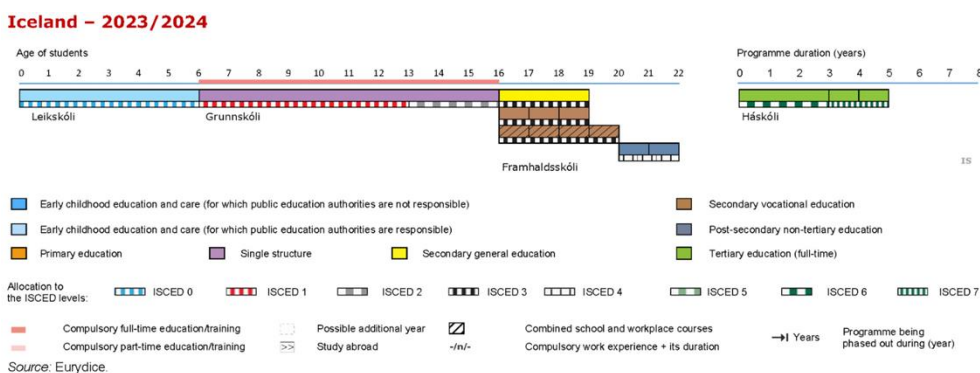 Iceland – 2023/2024
Age of students
Programme duration (years)
0 1 2 3 4 5 6 7 8 9 10 11 12 13 14 15 16 17 18 19 20 21 22
0 1 2 3 4 5 6 7 8
Leikskóli
Grunnskóli
Háskóli
Framhaldsskóli
IS
Early childhood education and care (for which public education authorities are not responsible)
Secondary vocational education
Early childhood education and care (for which public education authorities are responsible)
Post-secondary non-tertiary education
Primary education
Single structure
Secondary general education
Tertiary education (full-time)
Allocation to
the ISCED levels:
ISCED 0
ISCED 1
ISCED 2
ISCED 3
ISCED 4
ISCED 5
ISCED 6
ISCED 7
Compulsory full-time education/training
Possible additional year
Combined school and workplace courses
Years
Programme being
phased out during (year)
Compulsory part-time education/training
>> Study abroad
-/n/- Compulsory work experience + its duration
Source: Eurydice.